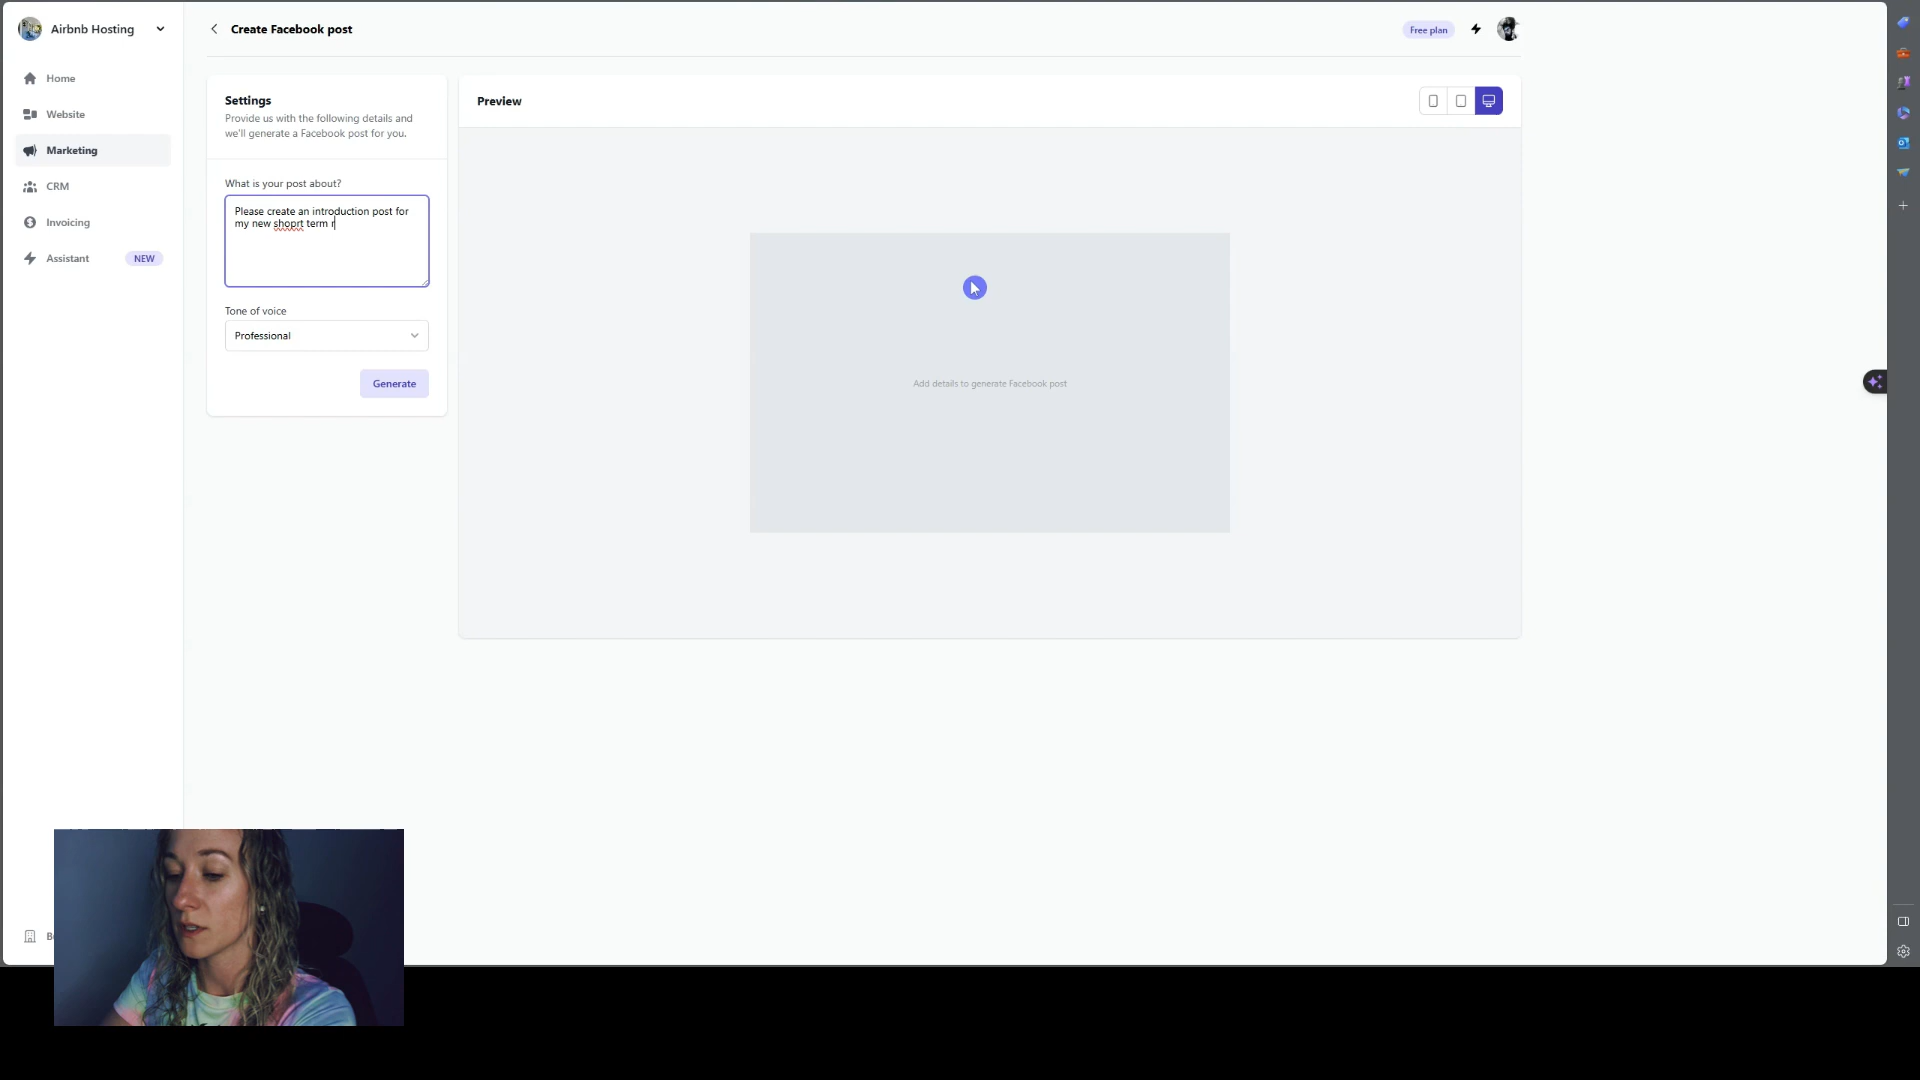 Airbnb Hosting
Create Facebook post
Free plan
Home
Website
Marketing
CRM
Invoicing
Assistant
NEW
Settings
Provide us with the following details and
we'll generate a Facebook post for you.
What is your post about?
Please create an introduction post for
my new shoprt term r
Tone of voice
Professional
Generate
Preview
Add details to generate Facebook post